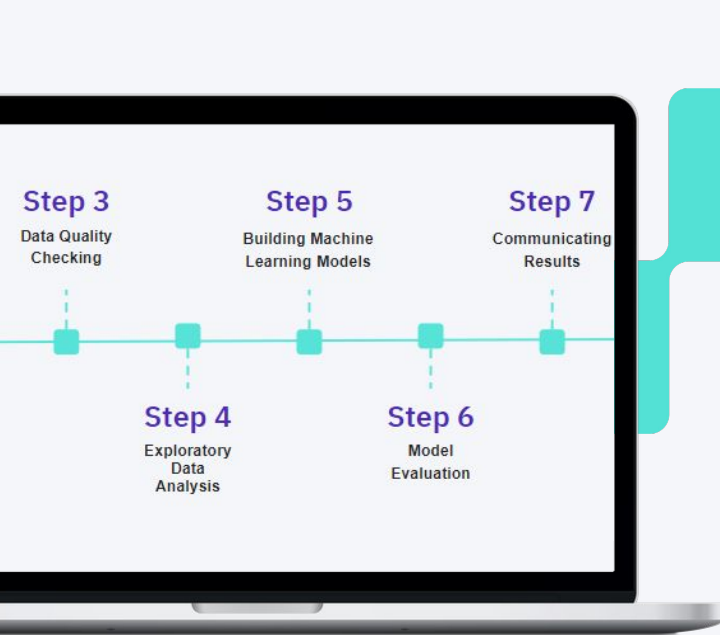 Step 3
Data Quality
Checking
Step 4
Exploratory
Data
Analysis
Step 5
Building Machine
Learning Models
Step 6
Model
Evaluation
Step 7
Communicating
Results